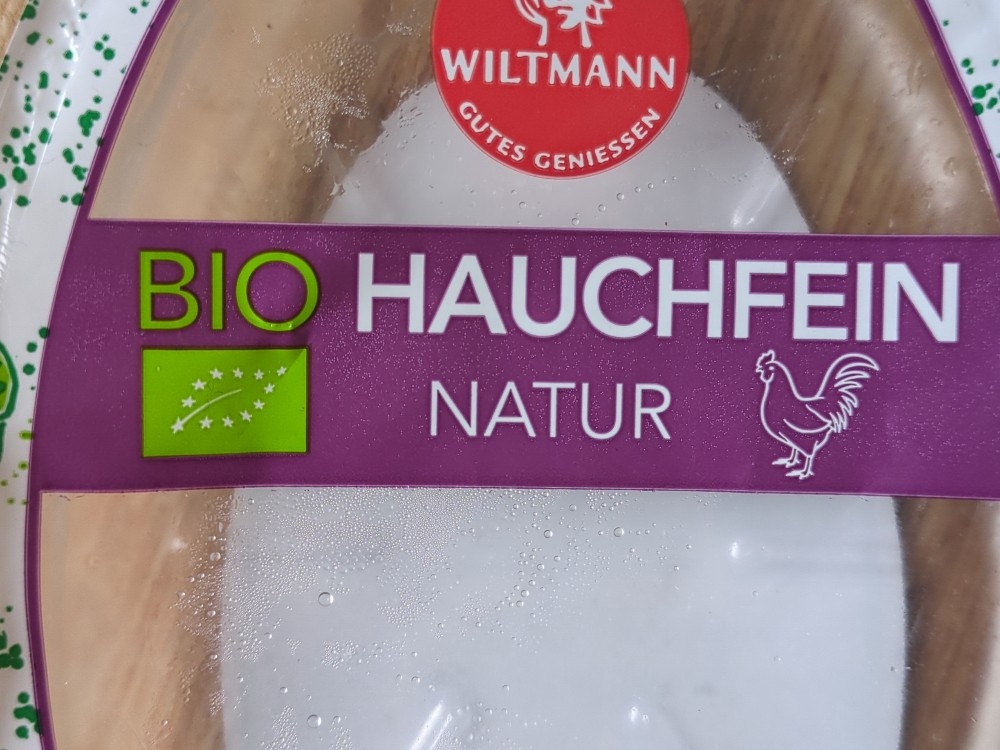 WILTMANN
GUTES GENIESSEN
BIO HAUCHFEIN
NATUR